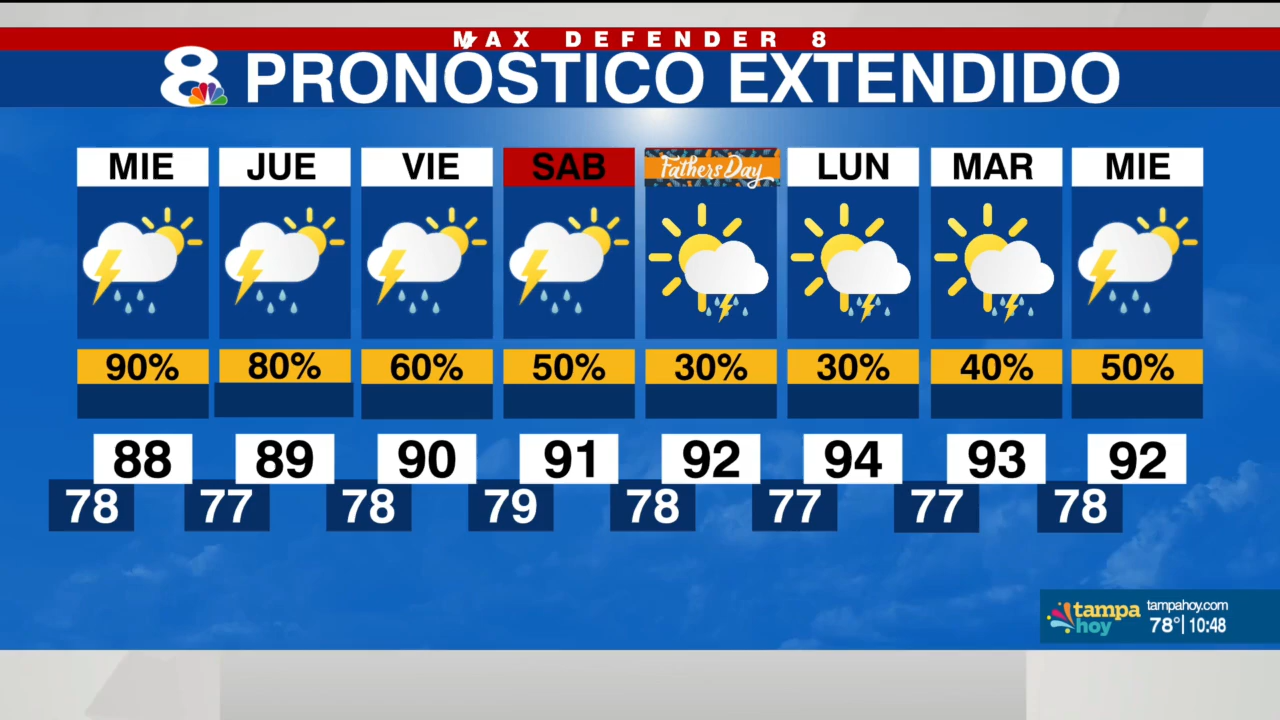 MAX DEFENDER 8
8 PRONÓSTICO EXTENDIDO
MIE JUE VIE SAB Father's Day LUN MAR MIE
90% 80% 60% 50% 30% 30% 40% 50%
88 89 90 91 92 94 93 92
78 77 78 79 78 77 77 78
tampa hoy
tampahoy.com
78° | 10:48